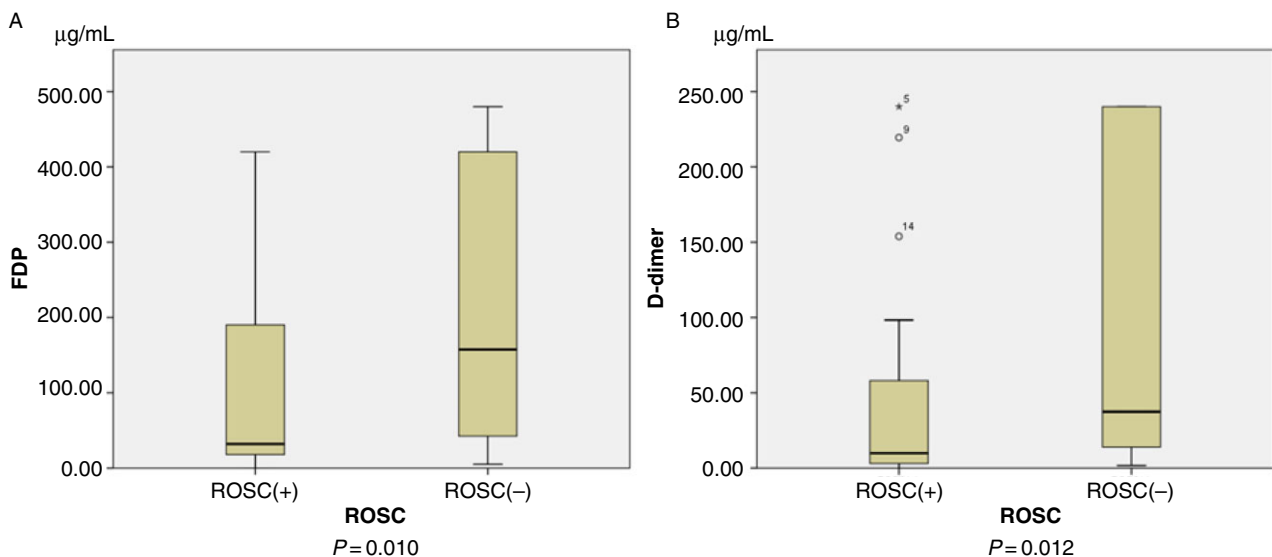 A
μg/mL
500.00
400.00
300.00
200.00
100.00
0.00
FDP
ROSC(+)
ROSC(–)
ROSC
P = 0.010
B
μg/mL
250.00
200.00
150.00
100.00
50.00
0.00
D-dimer
5
9
14
ROSC(+)
ROSC(–)
ROSC
P = 0.012